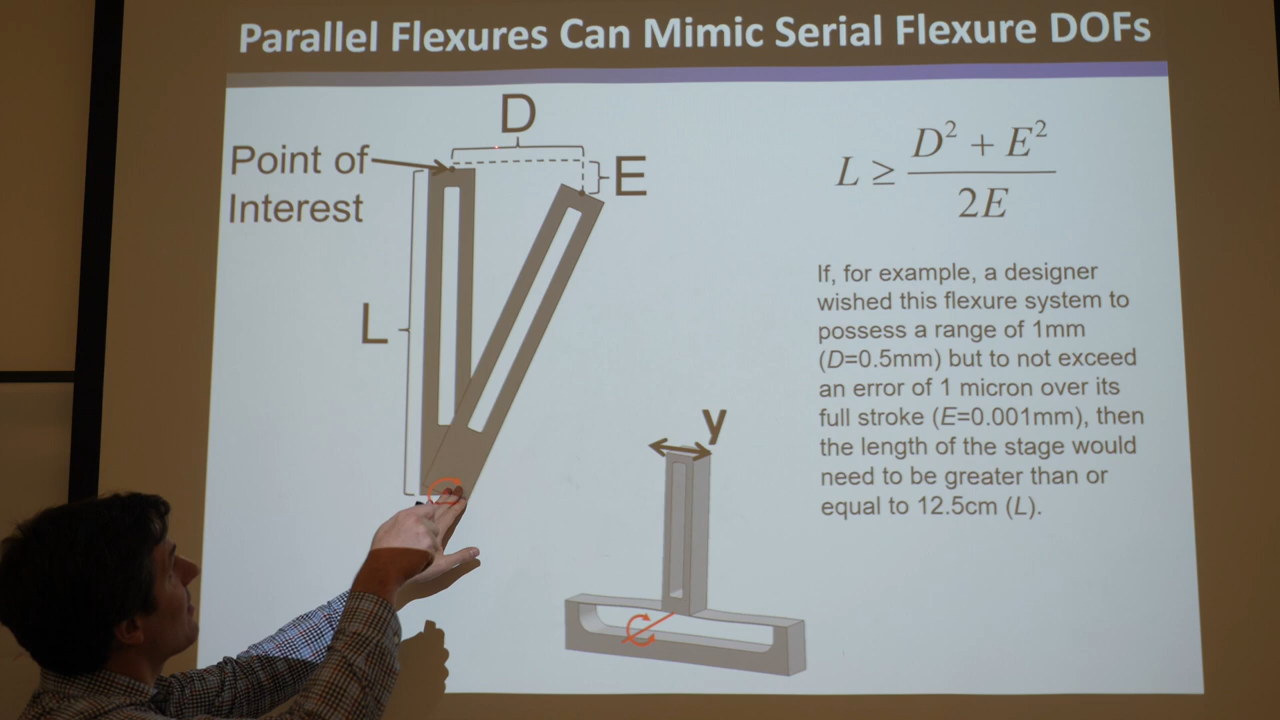 Parallel Flexures Can Mimic Serial Flexure DOFs
D
Point of
Interest
E
L
y
L ≥ (D² + E²) / 2E
If, for example, a designer
wished this flexure system to
possess a range of 1mm
(D=0.5mm) but to not exceed
an error of 1 micron over its
full stroke (E=0.001mm), then
the length of the stage would
need to be greater than or
equal to 12.5cm (L).